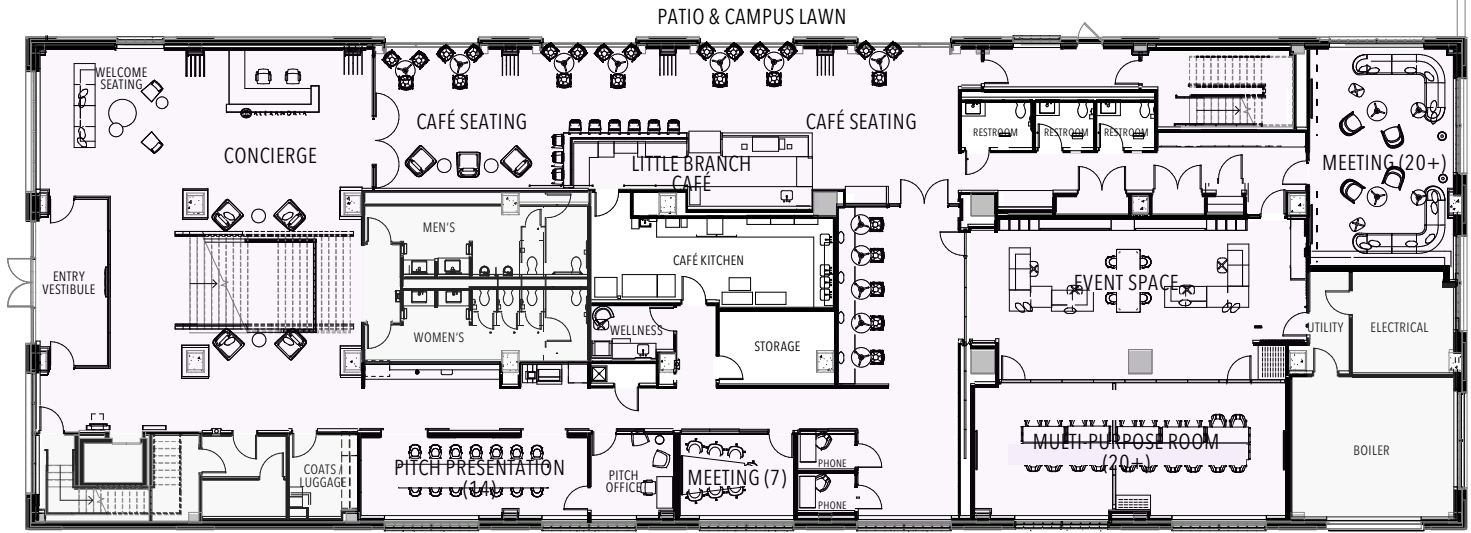 PATIO & CAMPUS LAWN
WELCOME
SEATING
ALEXANDRIA
CONCIERGE
CAFÉ SEATING
CAFÉ SEATING
LITTLE BRANCH
CAFÉ
RESTROOM
RESTROOM
RESTROOM
MEETING (20+)
MEN'S
CAFÉ KITCHEN
ENTRY
VESTIBULE
EVENT SPACE
WOMEN'S
WELLNESS
STORAGE
UTILITY
ELECTRICAL
COATS /
LUGGAGE
PITCH PRESENTATION
(14)
PITCH
OFFICE
MEETING (7)
PHONE
PHONE
MULTI-PURPOSE ROOM
(20+)
BOILER